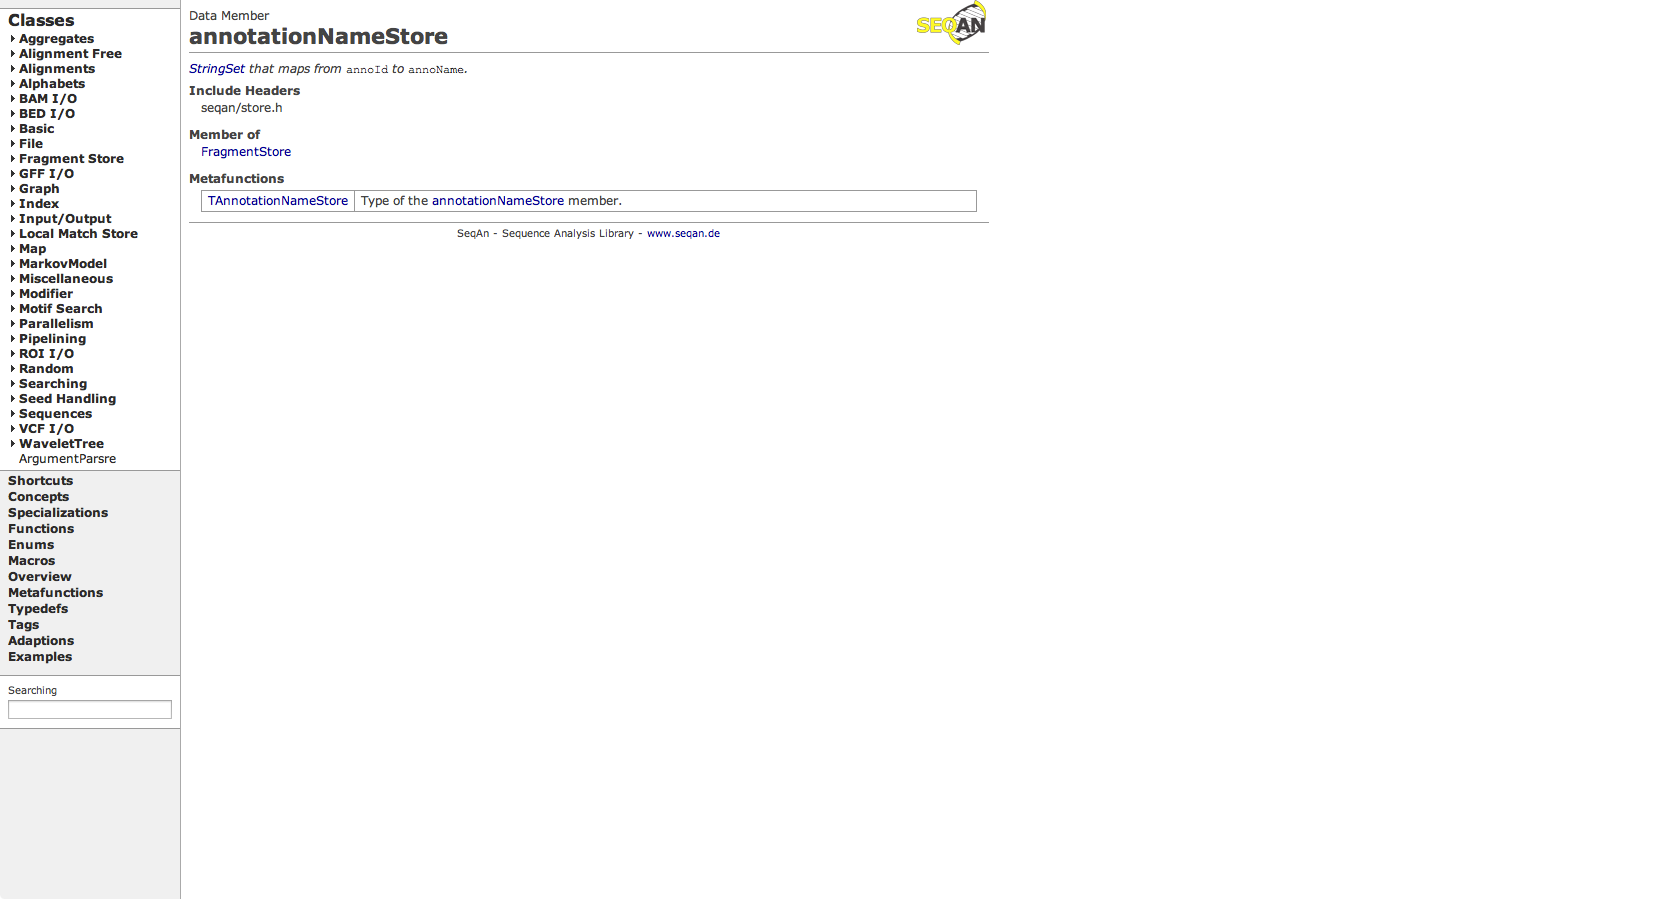 Classes
Aggregates
Alignment Free
Alignments
Alphabets
BAM I/O
BED I/O
Basic
File
Fragment Store
GFF I/O
Graph
Index
Input/Output
Local Match Store
Map
MarkovModel
Miscellaneous
Modifier
Motif Search
Parallelism
Pipelining
ROI I/O
Random
Searching
Seed Handling
Sequences
VCF I/O
WaveletTree
ArgumentParsre
Shortcuts
Concepts
Specializations
Functions
Enums
Macros
Overview
Metafunctions
Typedefs
Tags
Adaptions
Examples
Searching
Data Member
annotationNameStore
SEQAN
StringSet that maps from annoId to annoName.
Include Headers
seqan/store.h
Member of
FragmentStore
Metafunctions
TAnnotationNameStore Type of the annotationNameStore member.
SeqAn - Sequence Analysis Library - www.seqan.de